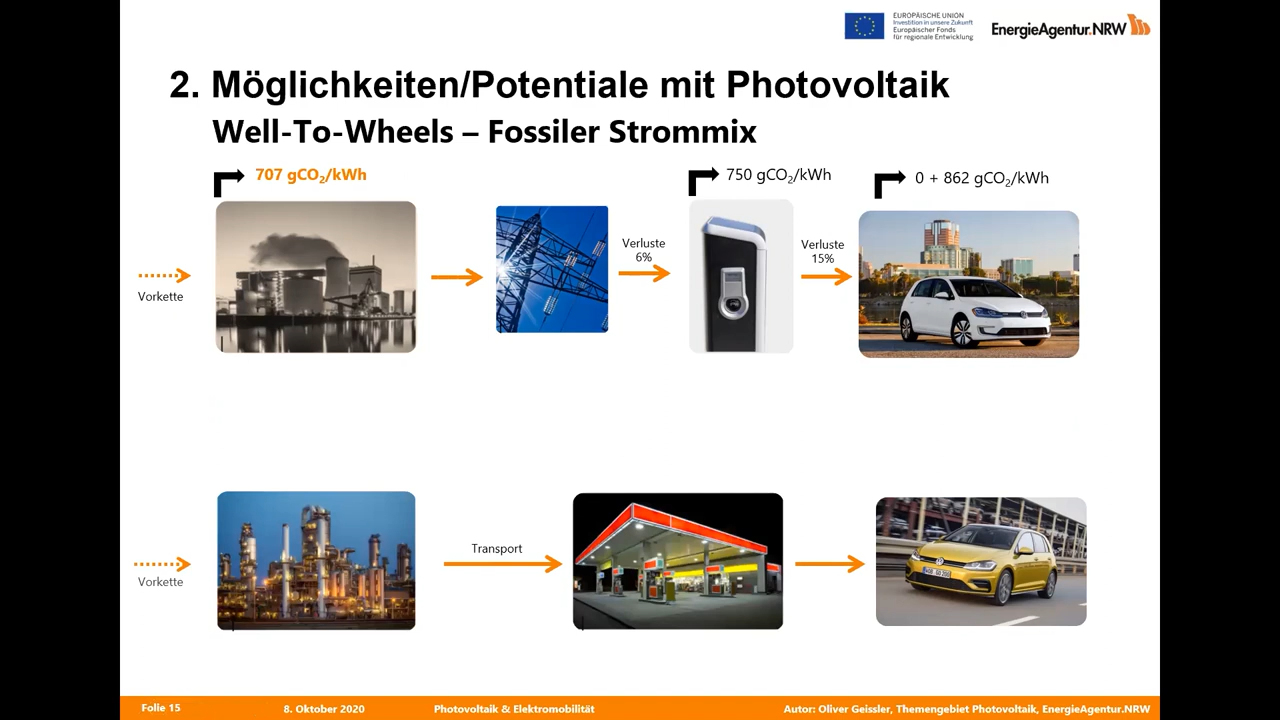 EUROPÄISCHE UNION
Investition in unsere Zukunft
Europäischer Fonds
für regionale Entwicklung
EnergieAgentur.NRW
2. Möglichkeiten/Potentiale mit Photovoltaik
Well-To-Wheels – Fossiler Strommix
707 gCO₂/kWh
750 gCO₂/kWh
0 + 862 gCO₂/kWh
Vorkette
Verluste
6%
Verluste
15%
Vorkette
Transport
Folie 15
8. Oktober 2020
Photovoltaik & Elektromobilität
Autor: Oliver Geissler, Themengebiet Photovoltaik, EnergieAgentur.NRW